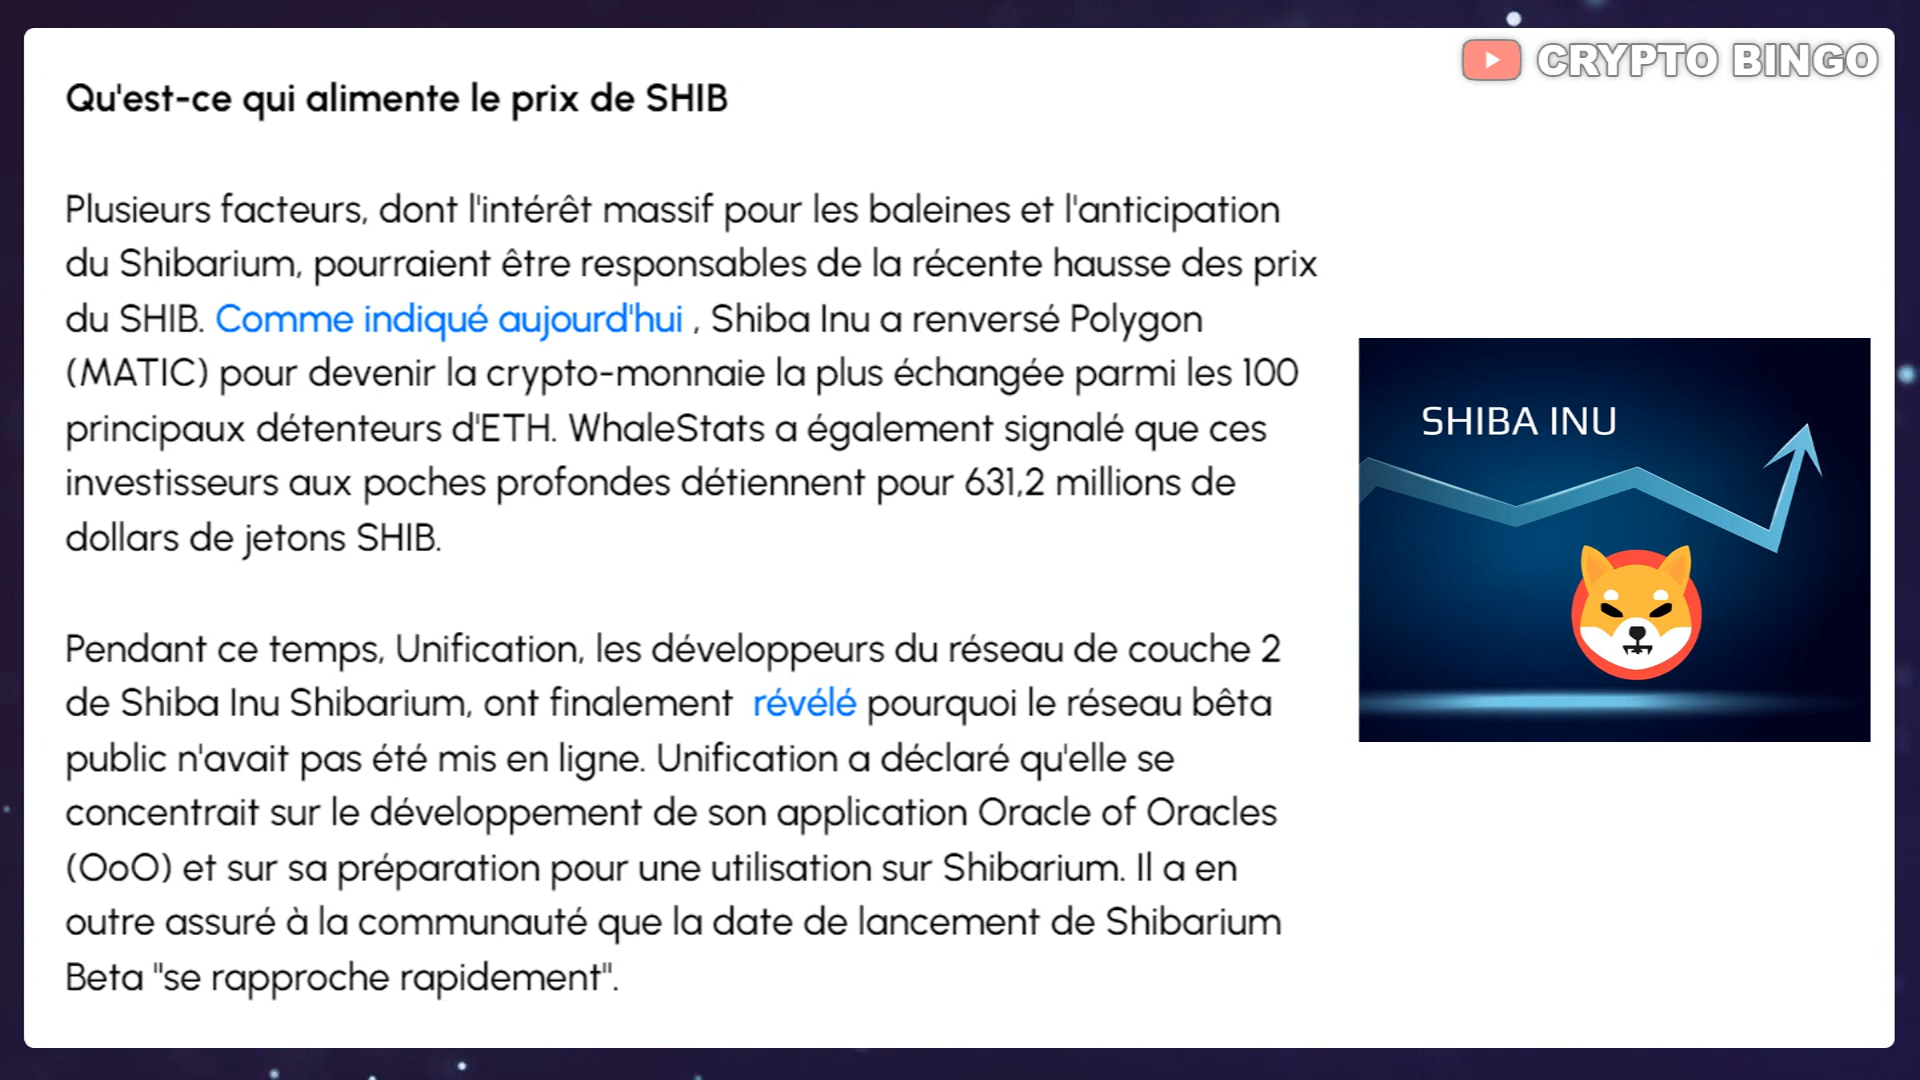 CRYPTO BINGO
Qu'est-ce qui alimente le prix de SHIB
Plusieurs facteurs, dont l'intérêt massif pour les baleines et l'anticipation
du Shibarium, pourraient être responsables de la récente hausse des prix
du SHIB. Comme indiqué aujourd'hui , Shiba Inu a renversé Polygon
(MATIC) pour devenir la crypto-monnaie la plus échangée parmi les 100
principaux détenteurs d'ETH. WhaleStats a également signalé que ces
investisseurs aux poches profondes détiennent pour 631,2 millions de
dollars de jetons SHIB.
Pendant ce temps, Unification, les développeurs du réseau de couche 2
de Shiba Inu Shibarium, ont finalement révélé pourquoi le réseau bêta
public n'avait pas été mis en ligne. Unification a déclaré qu'elle se
concentrait sur le développement de son application Oracle of Oracles
(OoO) et sur sa préparation pour une utilisation sur Shibarium. Il a en
outre assuré à la communauté que la date de lancement de Shibarium
Beta "se rapproche rapidement".
SHIBA INU